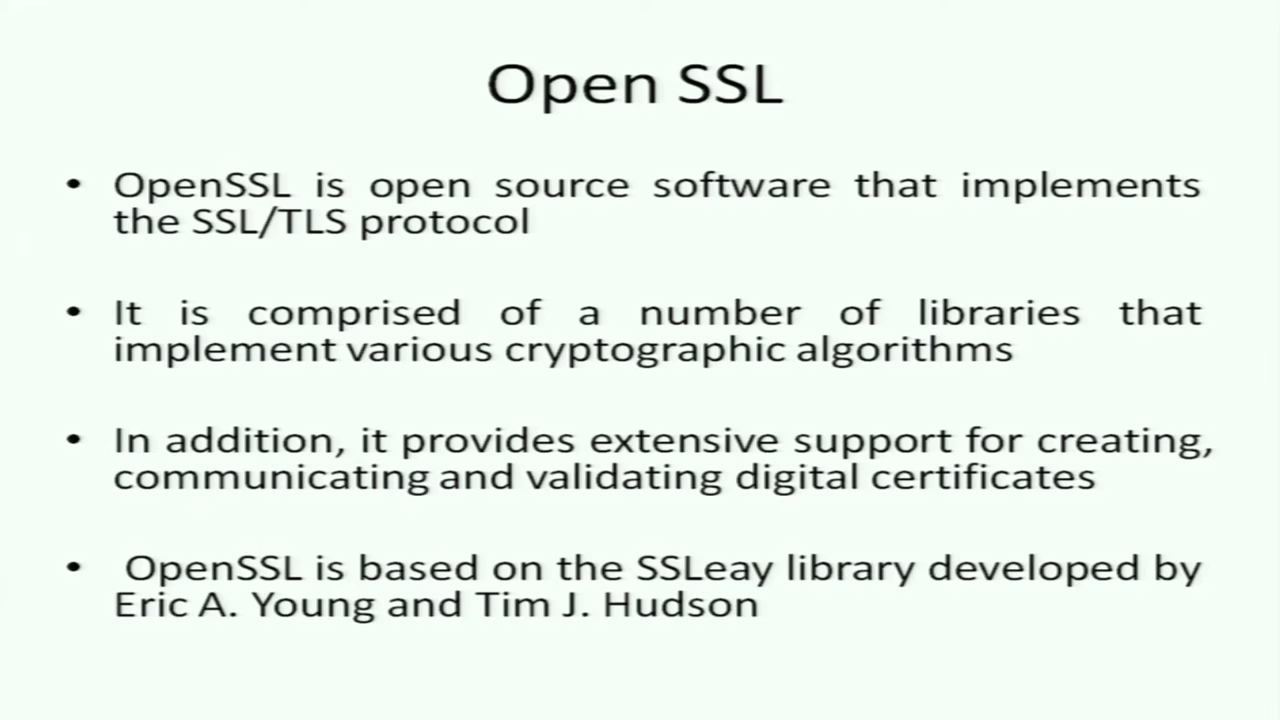 Open SSL
• OpenSSL is open source software that implements
the SSL/TLS protocol
• It is comprised of a number of libraries that
implement various cryptographic algorithms
• In addition, it provides extensive support for creating,
communicating and validating digital certificates
• OpenSSL is based on the SSLeay library developed by
Eric A. Young and Tim J. Hudson